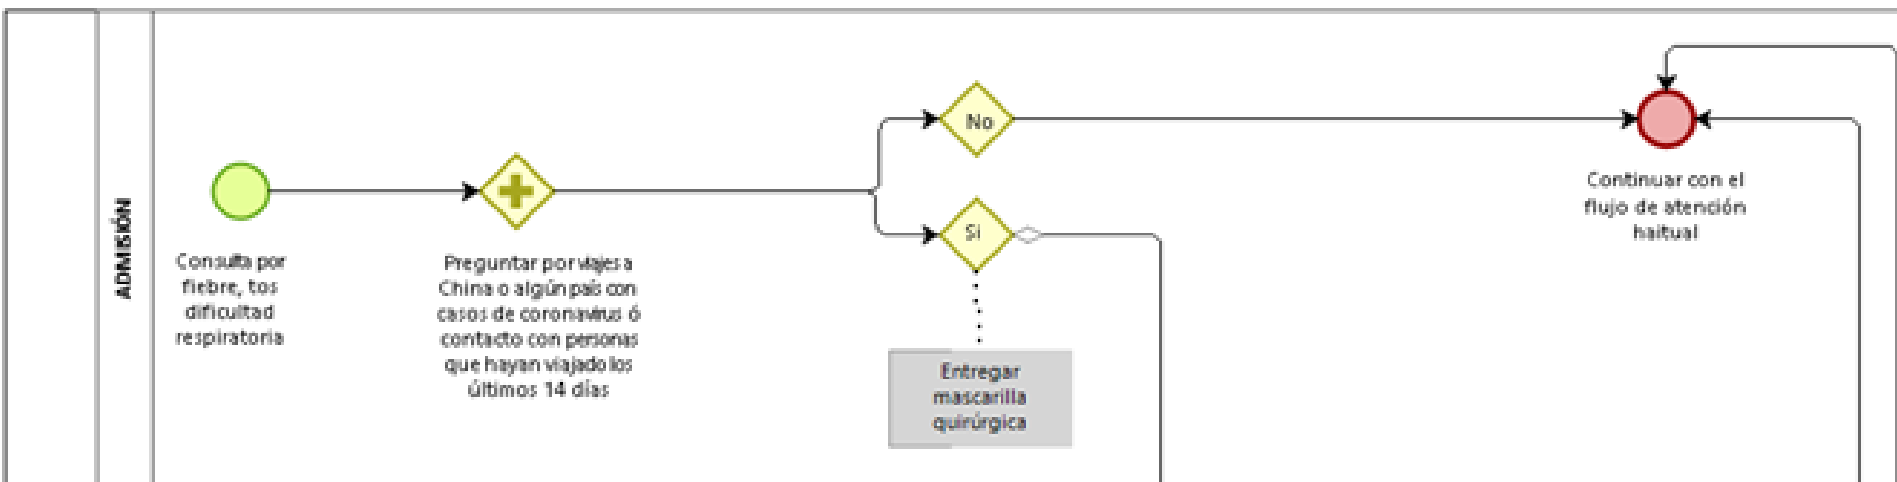 ADMISIÓN
Consulta por
fiebre, tos
dificultad
respiratoria
Preguntar por viajes a
China o algún país con
casos de coronavirus ó
contacto con personas
que hayan viajado los
últimos 14 días
No
Si
Entregar
mascarilla
quirúrgica
Continuar con el
flujo de atención
haitual